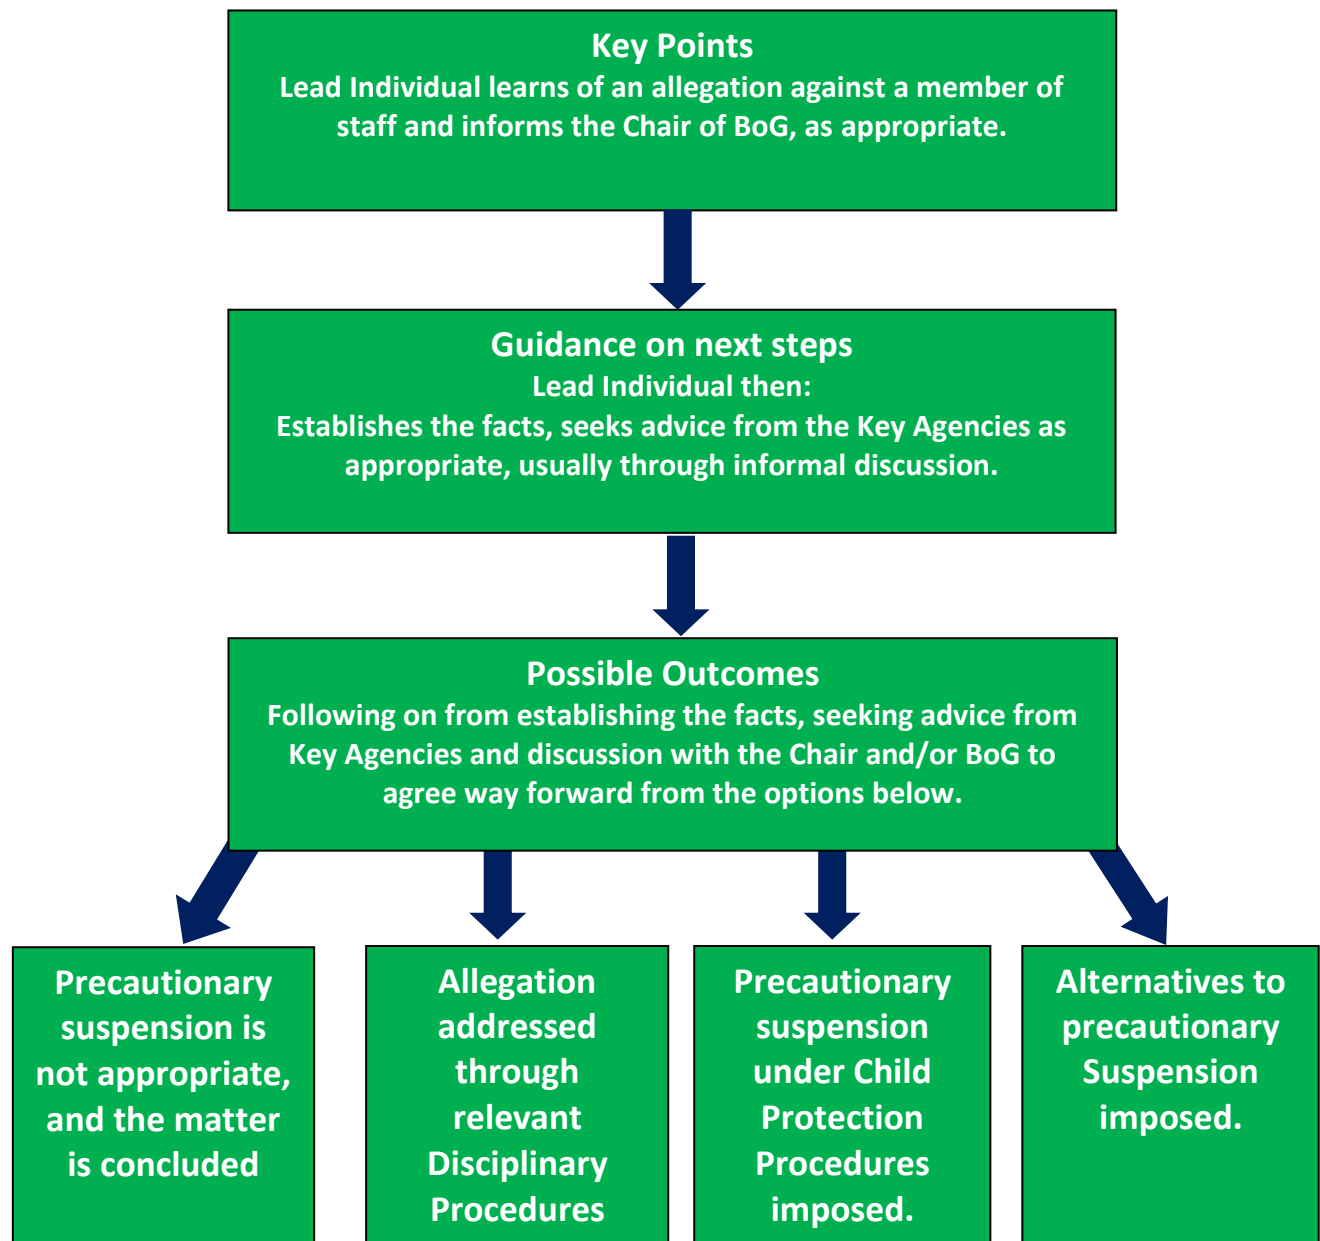 Key Points
Lead Individual learns of an allegation against a member of
staff and informs the Chair of BoG, as appropriate.
Guidance on next steps
Lead Individual then:
Establishes the facts, seeks advice from the Key Agencies as
appropriate, usually through informal discussion.
Possible Outcomes
Following on from establishing the facts, seeking advice from
Key Agencies and discussion with the Chair and/or BoG to
agree way forward from the options below.
Precautionary
suspension is
not appropriate,
and the matter
is concluded
Allegation
addressed
through
relevant
Disciplinary
Procedures
Precautionary
suspension
under Child
Protection
Procedures
imposed.
Alternatives to
precautionary
Suspension
imposed.